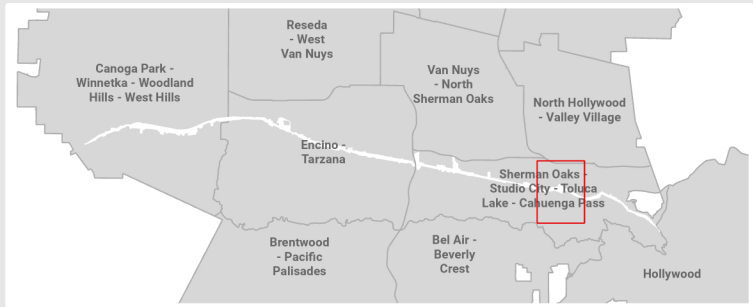 Reseda
- West
Van Nuys
Canoga Park -
Winnetka - Woodland
Hills - West Hills
Van Nuys
- North
Sherman Oaks
North Hollywood
- Valley Village
Encino -
Tarzana
Sherman Oaks -
Studio City - Toluca
Lake - Cahuenga Pass
Brentwood
- Pacific
Palisades
Bel Air -
Beverly
Crest
Hollywood